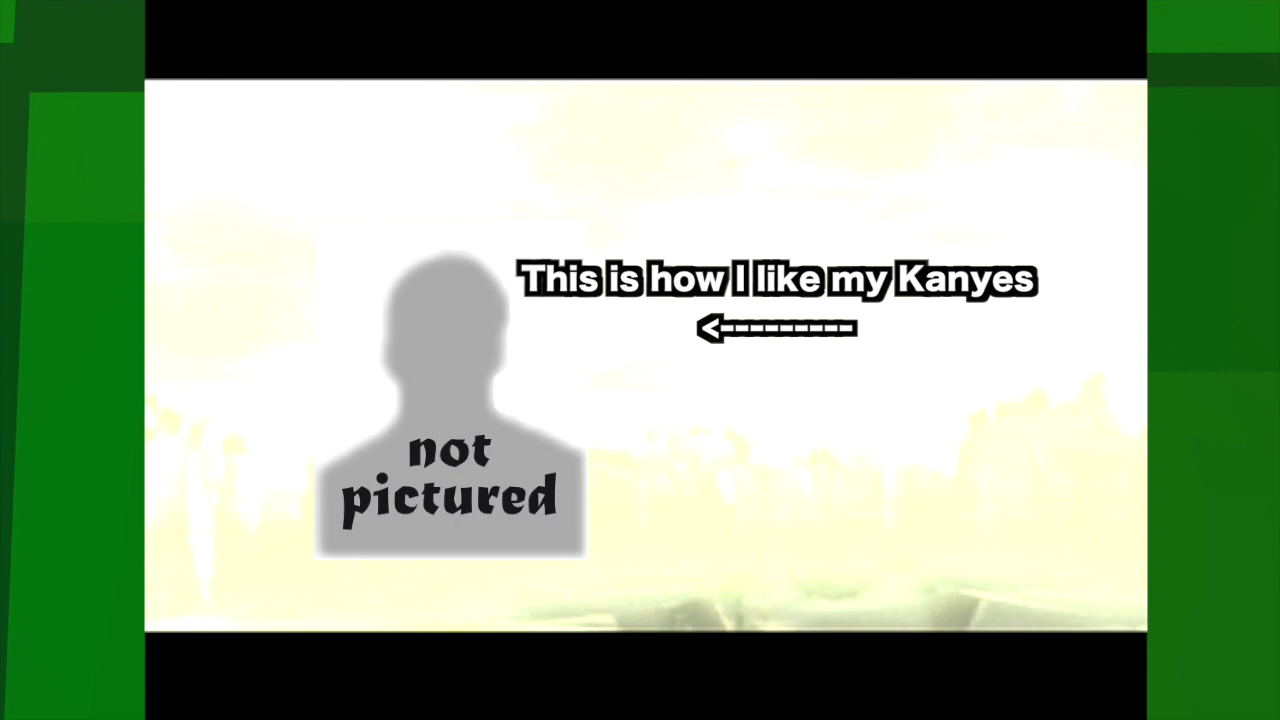 This is how I like my Kanyes
<---------
not
pictured